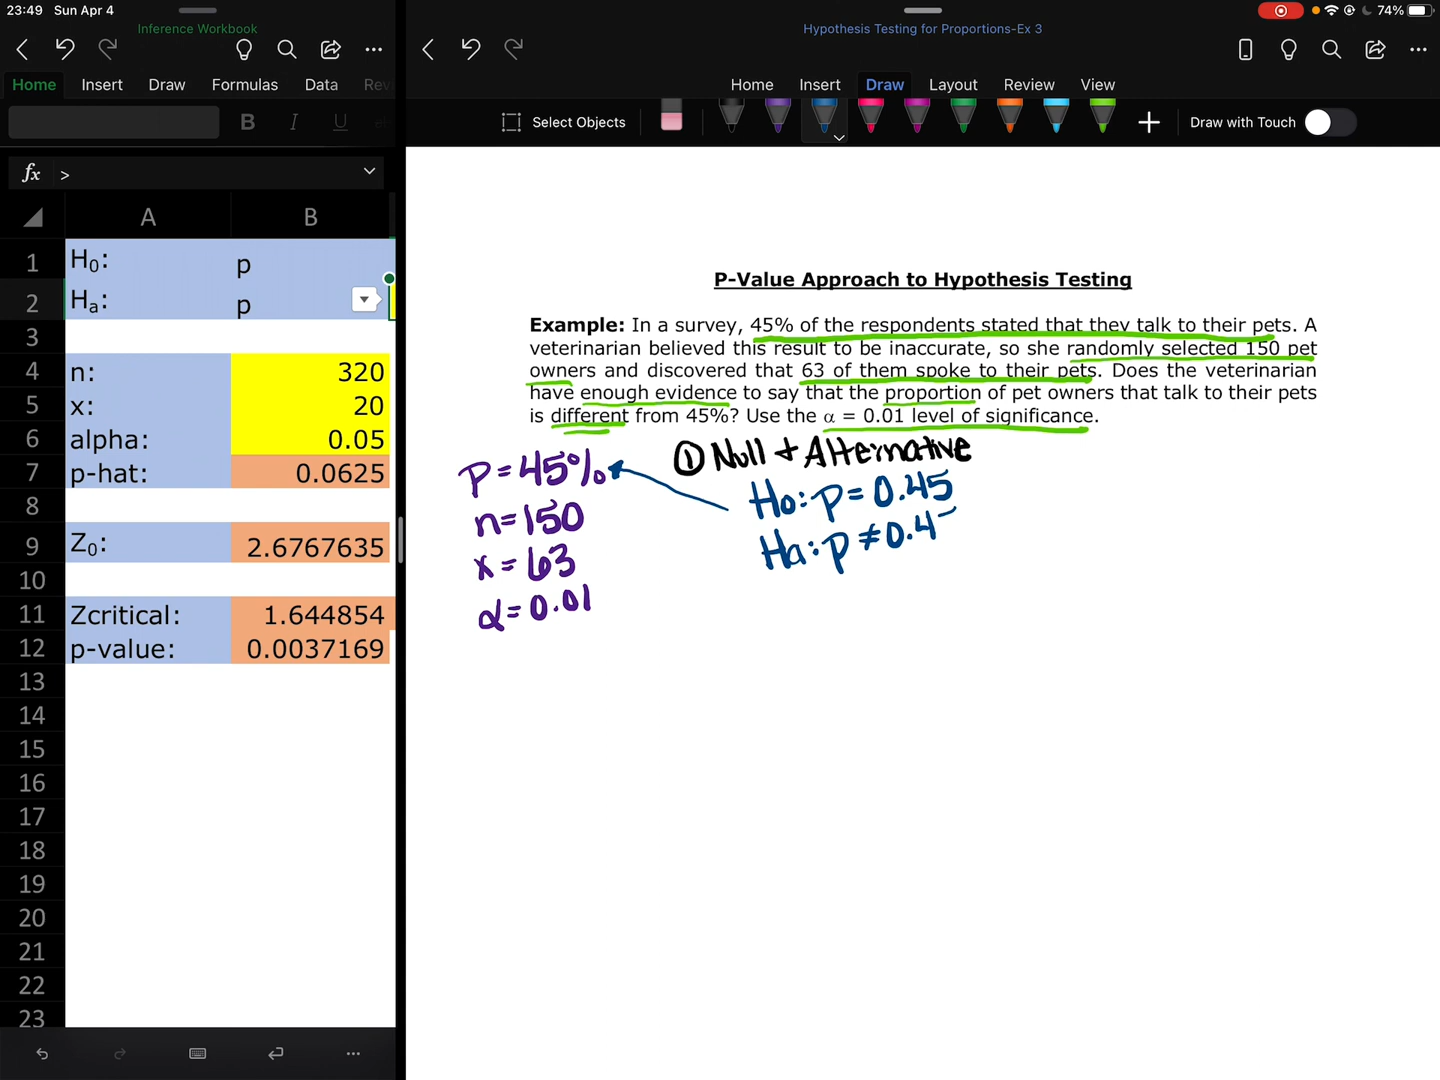 23:49 Sun Apr 4
74%
Inference Workbook
Hypothesis Testing for Proportions-Ex 3
Home Insert Draw Formulas Data Rev
Home Insert Draw Layout Review View
B I U ab
Select Objects
Draw with Touch
fx >
A B
1 H₀: p
2 Hₐ: p
3
4 n: 320
5 x: 20
6 alpha: 0.05
7 p-hat: 0.0625
8
9 Z₀: 2.6767635
10
11 Zcritical: 1.644854
12 p-value: 0.0037169
13
14
15
16
17
18
19
20
21
22
23
P-Value Approach to Hypothesis Testing
Example: In a survey, 45% of the respondents stated that they talk to their pets. A
veterinarian believed this result to be inaccurate, so she randomly selected 150 pet
owners and discovered that 63 of them spoke to their pets. Does the veterinarian
have enough evidence to say that the proportion of pet owners that talk to their pets
is different from 45%? Use the α = 0.01 level of significance.
p = 45%
n = 150
x = 63
α = 0.01
① Null + Alternative
Ho: p = 0.45
Ha: p ≠ 0.4